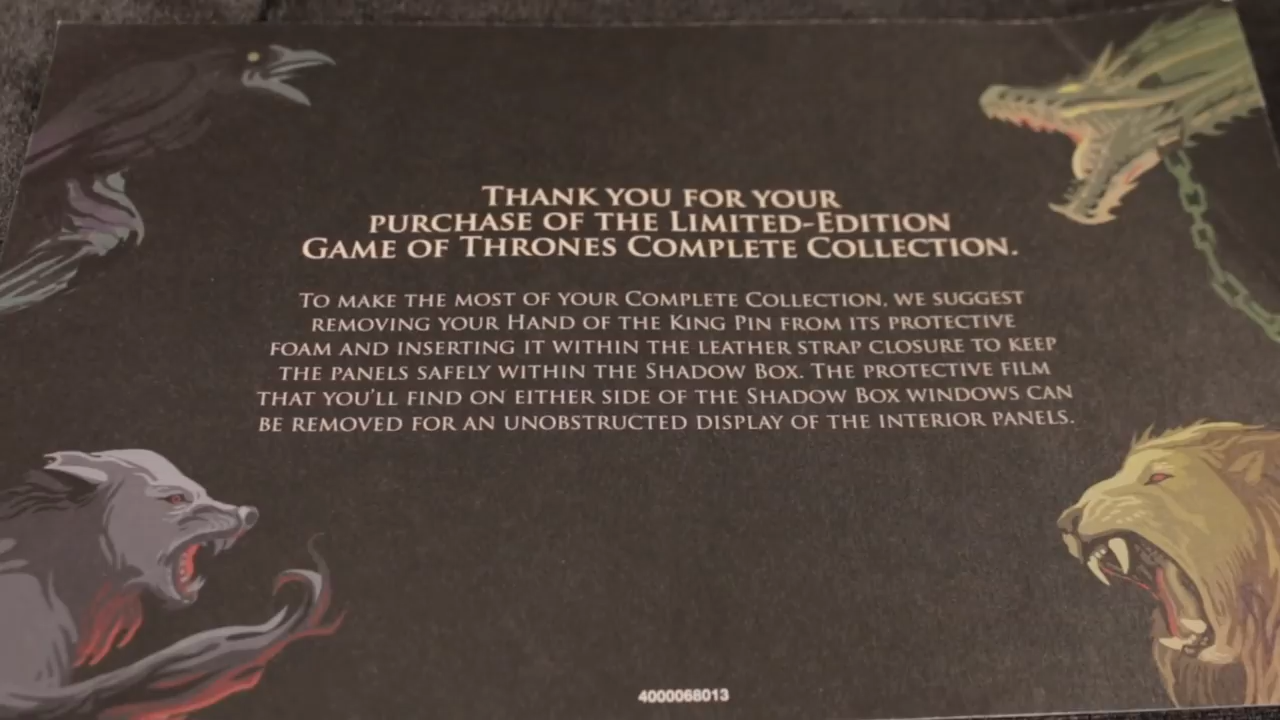 THANK YOU FOR YOUR
PURCHASE OF THE LIMITED-EDITION
GAME OF THRONES COMPLETE COLLECTION.
TO MAKE THE MOST OF YOUR COMPLETE COLLECTION, WE SUGGEST
REMOVING YOUR HAND OF THE KING PIN FROM ITS PROTECTIVE
FOAM AND INSERTING IT WITHIN THE LEATHER STRAP CLOSURE TO KEEP
THE PANELS SAFELY WITHIN THE SHADOW BOX. THE PROTECTIVE FILM
THAT YOU'LL FIND ON EITHER SIDE OF THE SHADOW BOX WINDOWS CAN
BE REMOVED FOR AN UNOBSTRUCTED DISPLAY OF THE INTERIOR PANELS.
4000068013